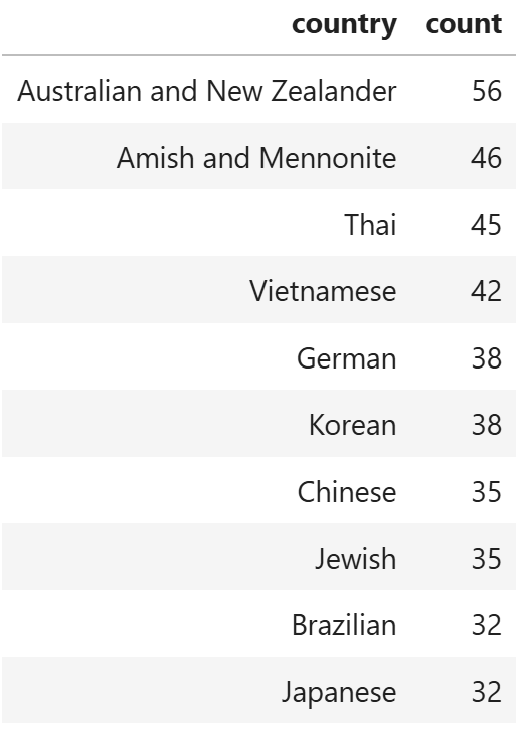 country count
Australian and New Zealander 56
Amish and Mennonite 46
Thai 45
Vietnamese 42
German 38
Korean 38
Chinese 35
Jewish 35
Brazilian 32
Japanese 32